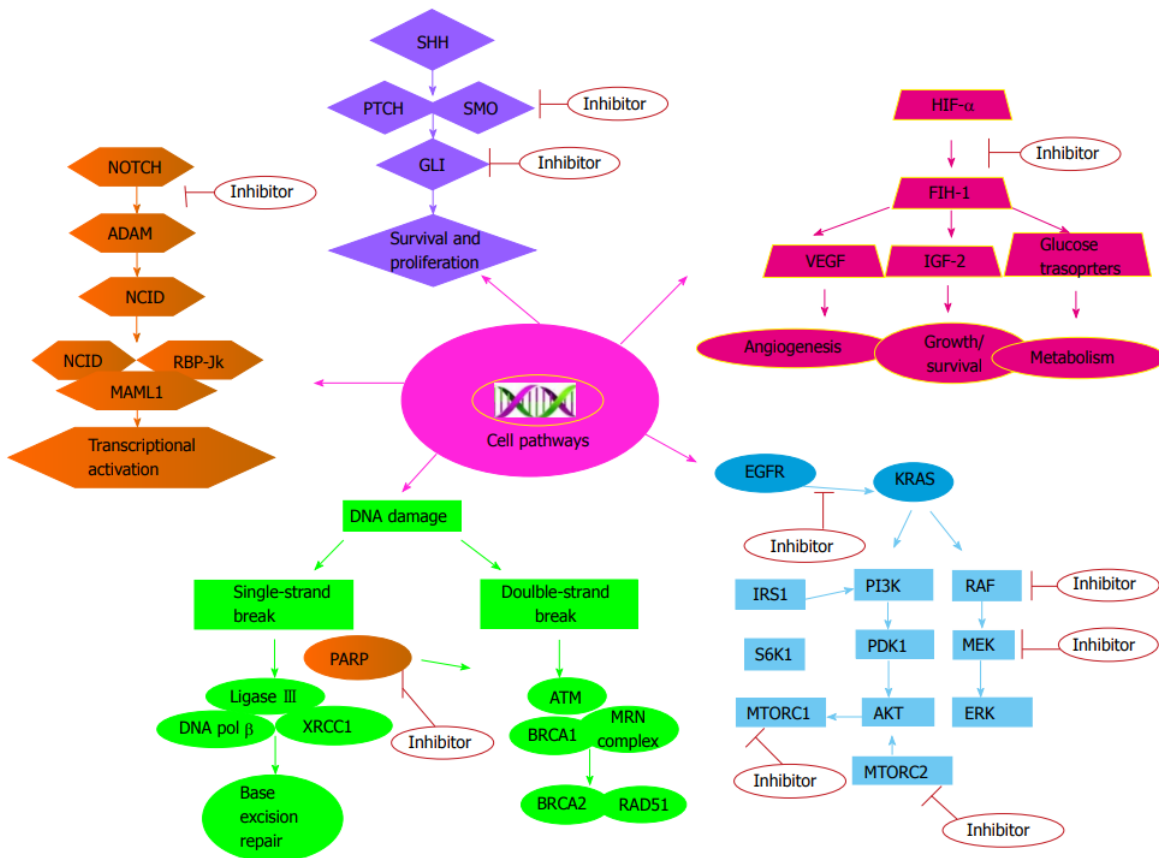 SHH
PTCH
SMO
Inhibitor
GLI
Inhibitor
Survival and
proliferation
HIF-α
Inhibitor
FIH-1
VEGF
IGF-2
Glucose
trasoprters
Angiogenesis
Growth/
survival
Metabolism
NOTCH
Inhibitor
ADAM
NCID
NCID
RBP-Jk
MAML1
Transcriptional
activation
Cell pathways
DNA damage
Single-strand
break
Doulble-strand
break
PARP
Inhibitor
Ligase III
DNA pol β
XRCC1
Base
excision
repair
ATM
BRCA1
MRN
complex
BRCA2
RAD51
EGFR
KRAS
Inhibitor
IRS1
PI3K
RAF
Inhibitor
S6K1
PDK1
MEK
Inhibitor
MTORC1
AKT
ERK
Inhibitor
MTORC2
Inhibitor